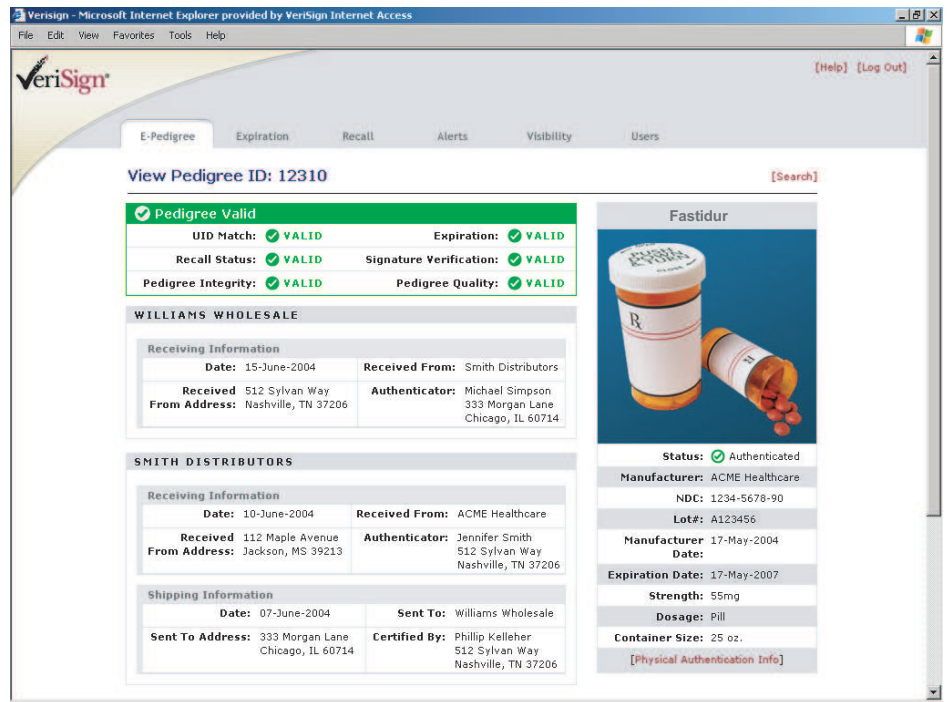 Verisign - Microsoft Internet Explorer provided by VeriSign Internet Access
File Edit View Favorites Tools Help
VeriSign
[Help] [Log Out]
E-Pedigree Expiration Recall Alerts Visibility Users
View Pedigree ID: 12310 [Search]
Pedigree Valid
UID Match: VALID Expiration: VALID
Recall Status: VALID Signature Verification: VALID
Pedigree Integrity: VALID Pedigree Quality: VALID
WILLIAMS WHOLESALE
Receiving Information
Date: 15-June-2004 Received From: Smith Distributors
Received From Address: 512 Sylvan Way
Nashville, TN 37206
Authenticator: Michael Simpson
333 Morgan Lane
Chicago, IL 60714
SMITH DISTRIBUTORS
Receiving Information
Date: 10-June-2004 Received From: ACME Healthcare
Received From Address: 112 Maple Avenue
Jackson, MS 39213
Authenticator: Jennifer Smith
512 Sylvan Way
Nashville, TN 37206
Shipping Information
Date: 07-June-2004 Sent To: Williams Wholesale
Sent To Address: 333 Morgan Lane
Chicago, IL 60714
Certified By: Phillip Kelleher
512 Sylvan Way
Nashville, TN 37206
Fastidur
PUSH
DOWN &
TURN
CLOSE
Rx
Status: Authenticated
Manufacturer: ACME Healthcare
NDC: 1234-5678-90
Lot#: A123456
Manufacturer Date: 17-May-2004
Expiration Date: 17-May-2007
Strength: 55mg
Dosage: Pill
Container Size: 25 oz.
[Physical Authentication Info]